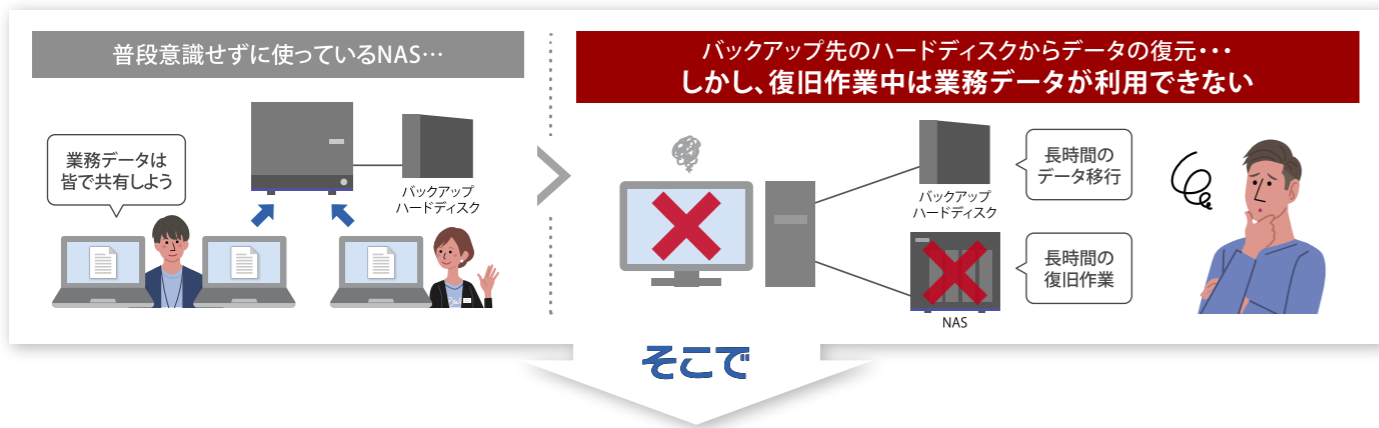 普段意識せずに使っているNAS…
業務データは
皆で共有しよう
バックアップ
ハードディスク
バックアップ先のハードディスクからデータの復元・・・
しかし、復旧作業中は業務データが利用できない
バックアップ
ハードディスク
長時間の
データ移行
NAS
長時間の
復旧作業
そこで